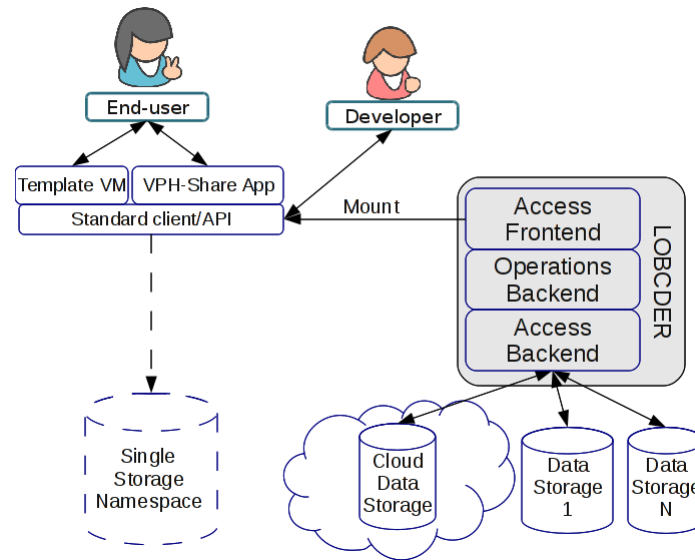 End-user
Developer
Template VM
VPH-Share App
Standard client/API
Mount
Access
Frontend
Operations
Backend
Access
Backend
LOBCDER
Single
Storage
Namespace
Cloud
Data
Storage
Data
Storage
1
Data
Storage
N